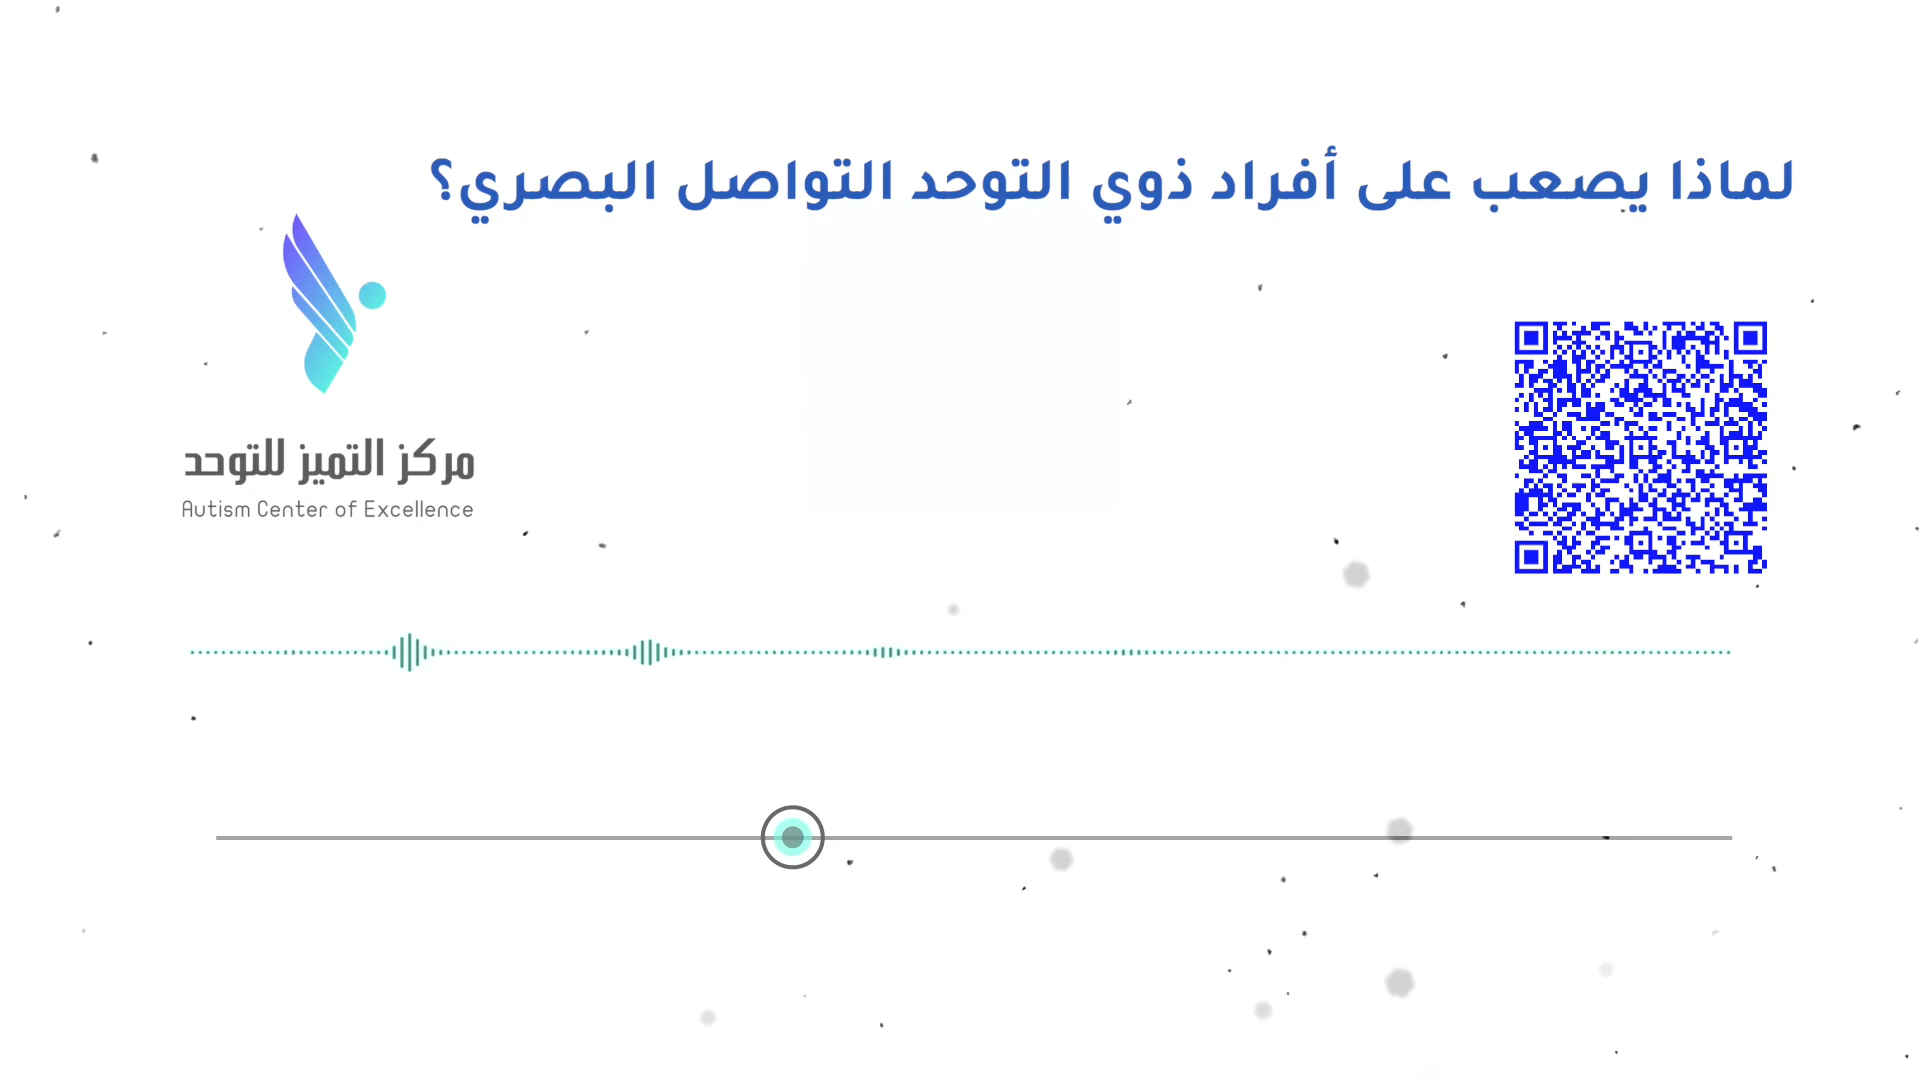 لماذا يصعب على أفراد ذوي التوحد التواصل البصري؟
مركز التميز للتوحد
Autism Center of Excellence